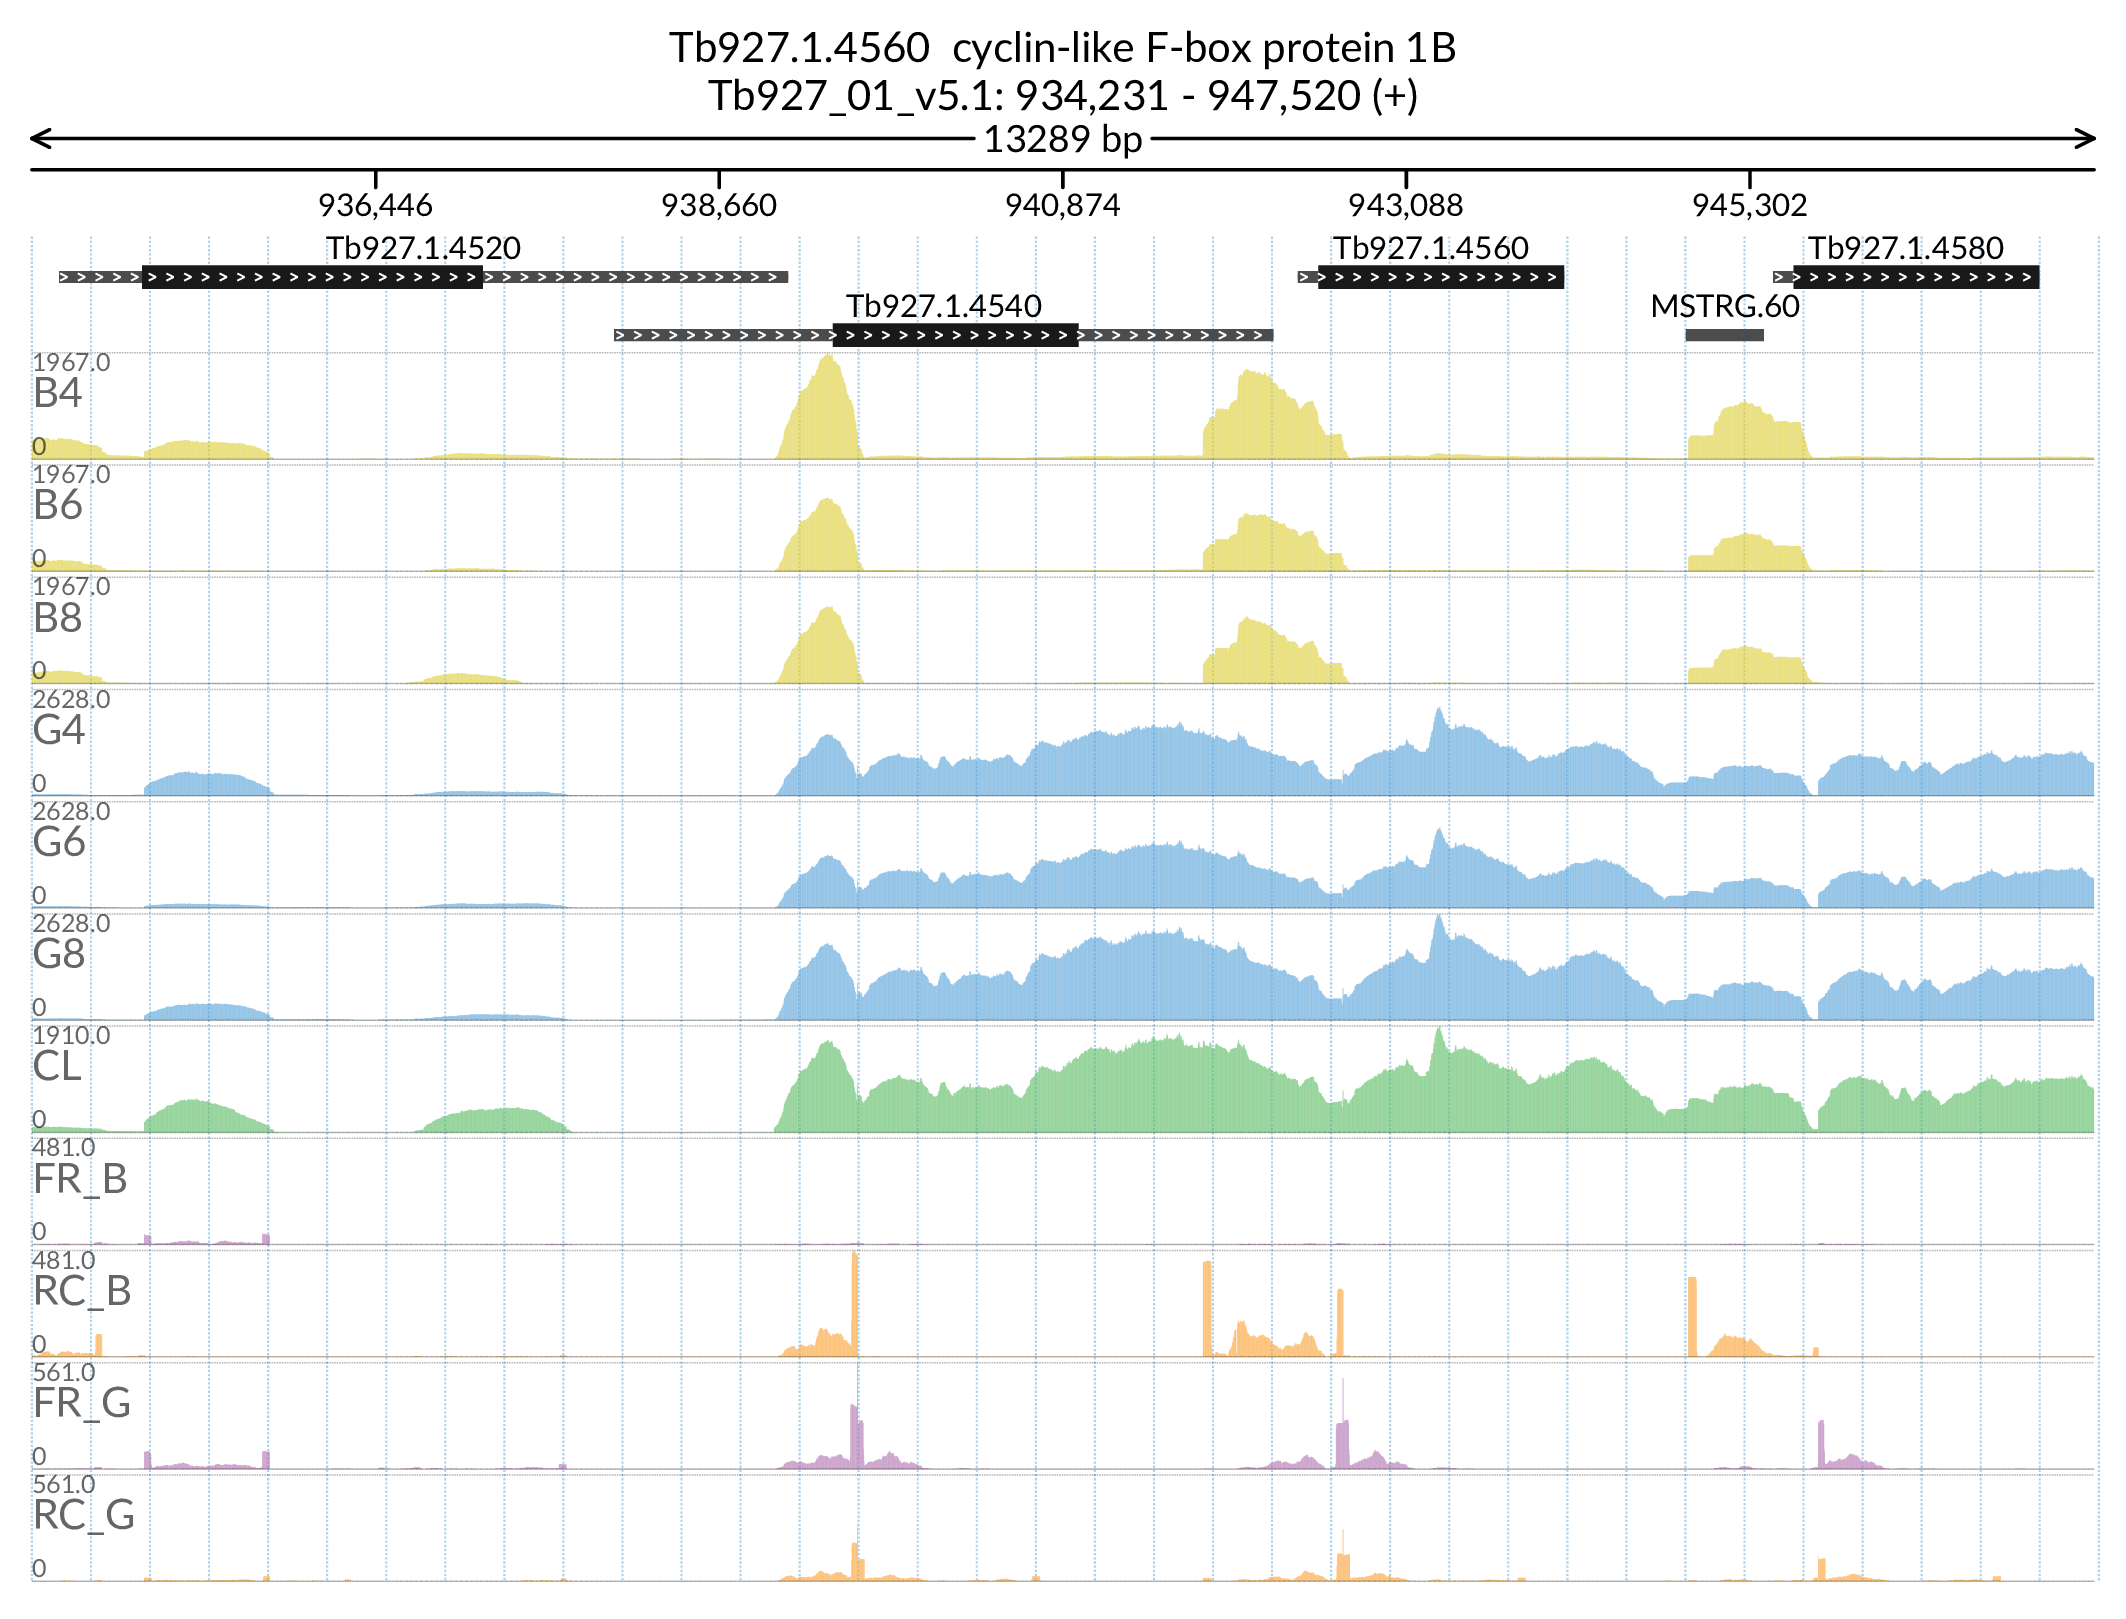 Tb927.1.4560  cyclin-like F-box protein 1B
Tb927_01_v5.1: 934,231 - 947,520 (+)
13289 bp
936,446 938,660 940,874 943,088 945,302
Tb927.1.4520 Tb927.1.4560 Tb927.1.4580
Tb927.1.4540 MSTRG.60
1967.0
B4
0
1967.0
B6
0
1967.0
B8
0
2628.0
G4
0
2628.0
G6
0
2628.0
G8
0
1910.0
CL
0
481.0
FR_B
0
481.0
RC_B
0
561.0
FR_G
0
561.0
RC_G
0